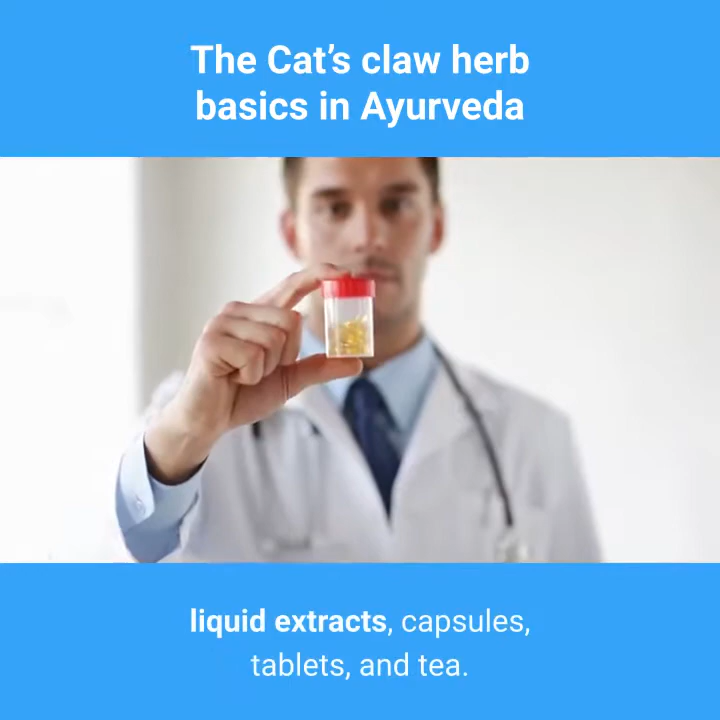 The Cat’s claw herb
basics in Ayurveda
liquid extracts, capsules,
tablets, and tea.